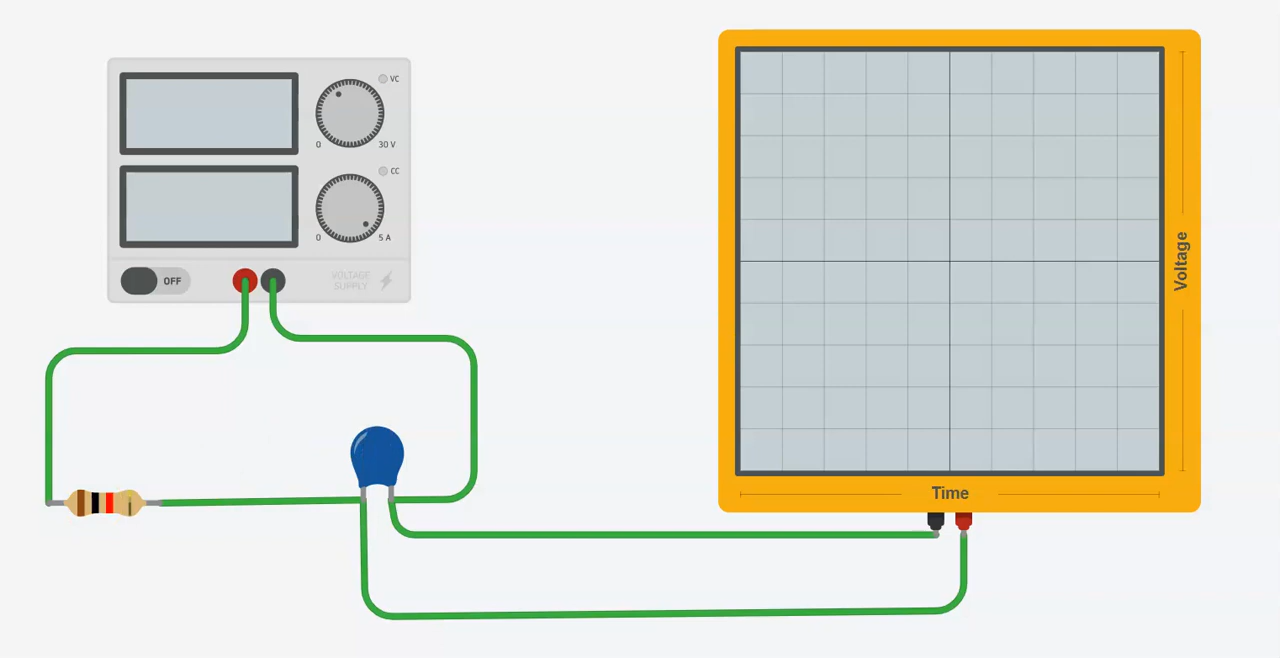 VC
0
30 V
CC
0
5 A
OFF
VOLTAGE
SUPPLY
Voltage
Time